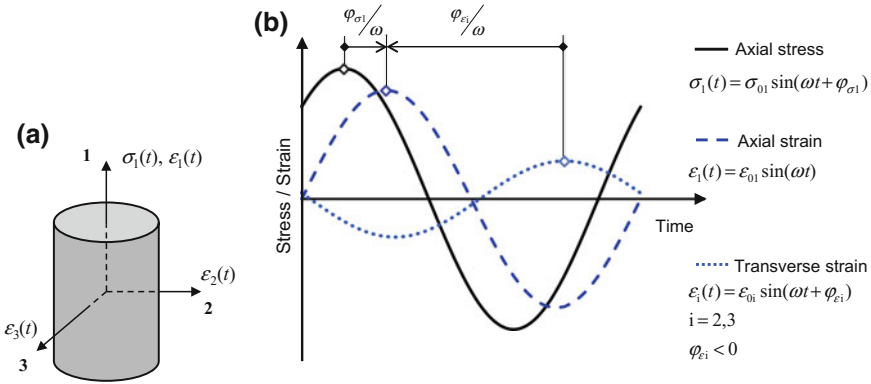 (a)
1
σ₁(t), ε₁(t)
ε₂(t)
2
ε₃(t)
3
(b)
φσ1/ω
φεi/ω
Stress / Strain
Time
Axial stress
σ₁(t) = σ₀₁ sin(ωt + φσ1)
Axial strain
ε₁(t) = ε₀₁ sin(ωt)
Transverse strain
εᵢ(t) = ε₀ᵢ sin(ωt + φεi)
i = 2,3
φεi < 0